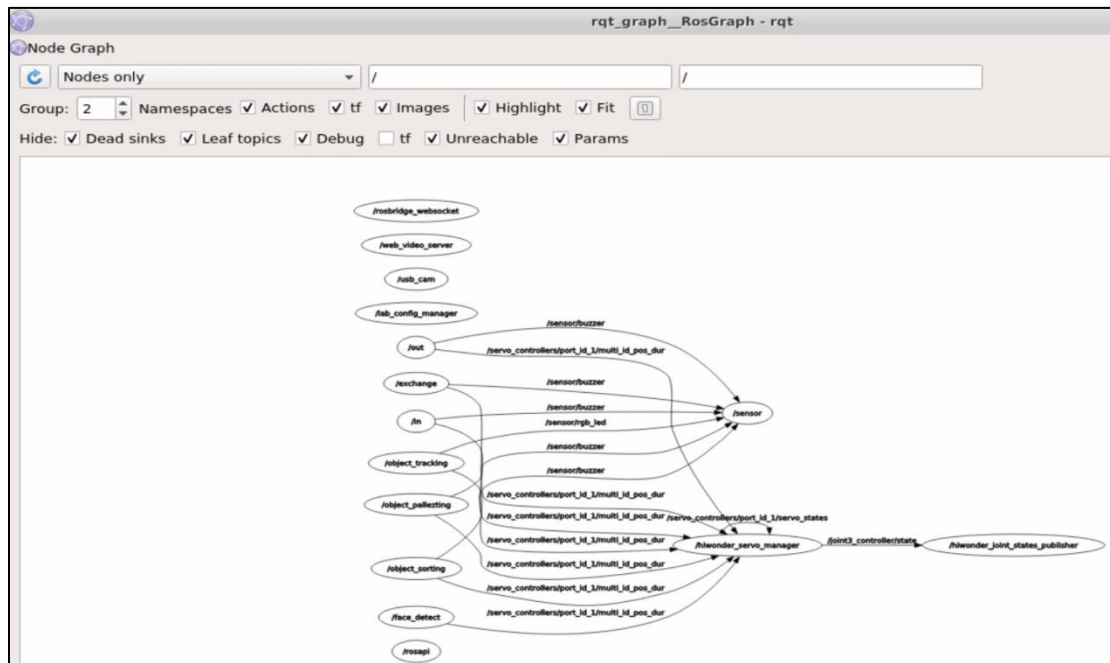 rqt_graph__RosGraph - rqt
Node Graph
Nodes only
/
/
Group: 2 Namespaces Actions tf Images Highlight Fit
Hide: Dead sinks Leaf topics Debug tf Unreachable Params
/rosbridge_websocket
/web_video_server
/usb_cam
/lab_config_manager
/sensor/buzzer
/out
/servo_controllers/port_id_1/multi_id_pos_dur
/exchange
/sensor/buzzer
/sensor/buzzer
/in
/sensor
/sensor/rgb_led
/sensor/buzzer
/object_tracking
/sensor/buzzer
/servo_controllers/port_id_1/multi_id_pos_dur
/object_pallezting
/servo_controllers/port_id_1/multi_id_pos_dur
/servo_controllers/port_id_1/servo_states
/servo_controllers/port_id_1/multi_id_pos_dur
/hiwonder_servo_manager
/joint3_controller/state
/hiwonder_joint_states_publisher
/servo_controllers/port_id_1/multi_id_pos_dur
/object_sorting
/servo_controllers/port_id_1/multi_id_pos_dur
/servo_controllers/port_id_1/multi_id_pos_dur
/face_detect
/rosapi